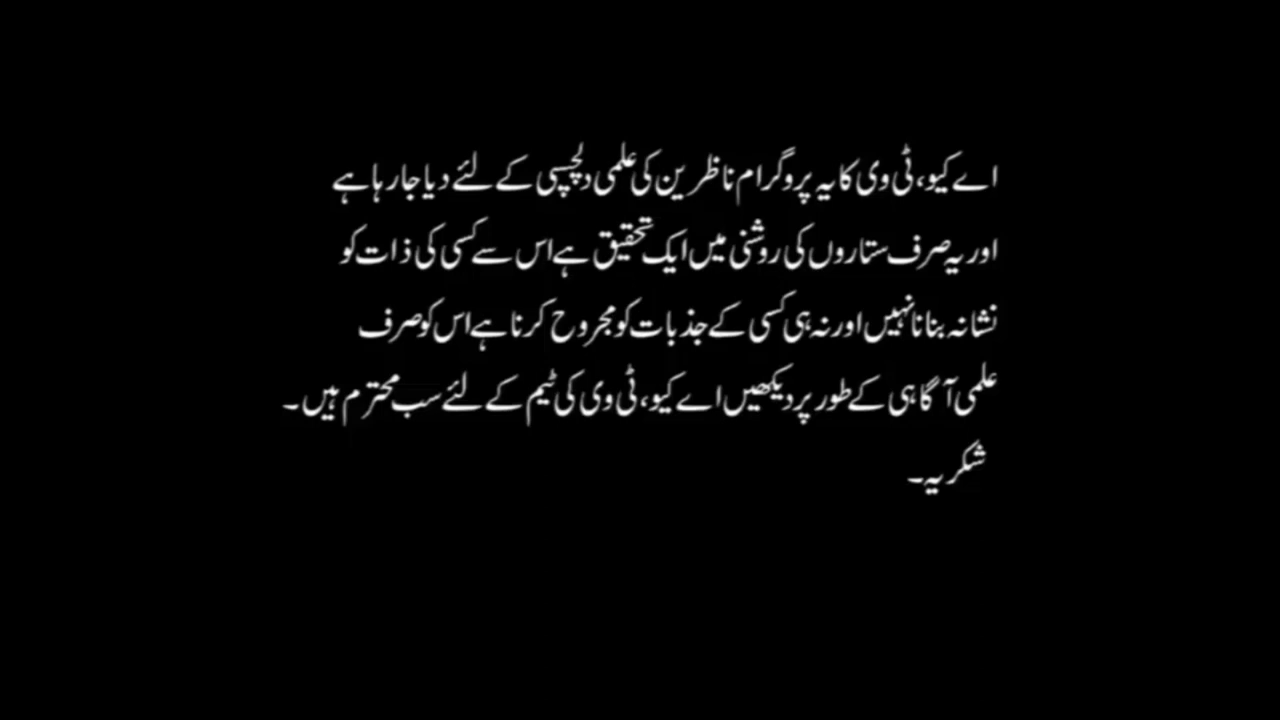 اے کیو، ٹی وی کا یہ پروگرام ناظرین کی علمی دلچسپی کے لئے دیا جا رہا ہے
اور یہ صرف ستاروں کی روشنی میں ایک تحقیق ہے اس سے کسی کی ذات کو
نشانہ بنانا نہیں اور نہ ہی کسی کے جذبات کو مجروح کرنا ہے اس کو صرف
علمی آگاہی کے طور پر دیکھیں اے کیو، ٹی وی کی ٹیم کے لئے سب محترم ہیں۔
شکریہ۔